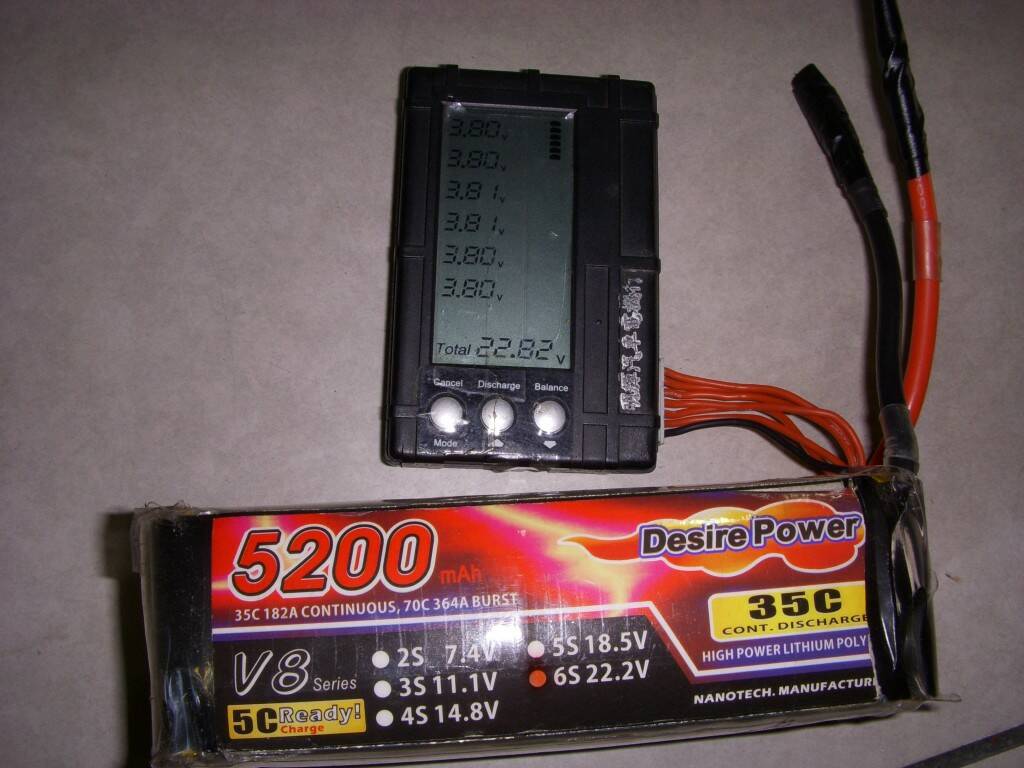 3.80v
3.80v
3.81v
3.81v
3.80v
3.80v
Total 22.82v
Cancel Discharge Balance
Mode
5200 mAh
35C 182A CONTINUOUS, 70C 364A BURST
Desire Power
35C
CONT. DISCHARGE
HIGH POWER LITHIUM POLY
NANOTECH. MANUFACTURI
V8 Series
5C Ready!
Charge
2S 7.4V
3S 11.1V
4S 14.8V
5S 18.5V
6S 22.2V